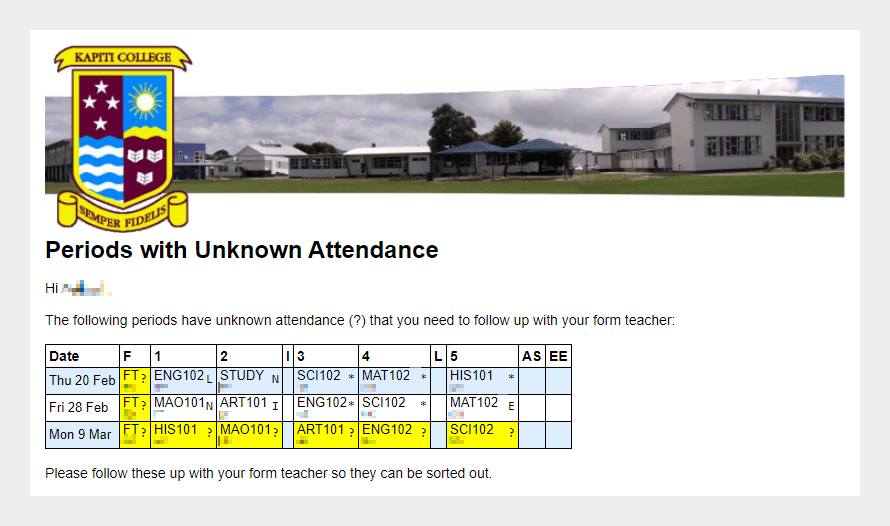 KAPITI COLLEGE
SEMPER FIDELIS
Periods with Unknown Attendance
Hi
The following periods have unknown attendance (?) that you need to follow up with your form teacher:
Date F 1 2 I 3 4 L 5 AS EE
Thu 20 Feb FT ? ENG102 L STUDY N SCI102 * MAT102 * HIS101 *
Fri 28 Feb FT ? MAO101 N ART101 I ENG102 * SCI102 * MAT102 E
Mon 9 Mar FT ? HIS101 ? MAO101 ? ART101 ? ENG102 ? SCI102 ?
Please follow these up with your form teacher so they can be sorted out.